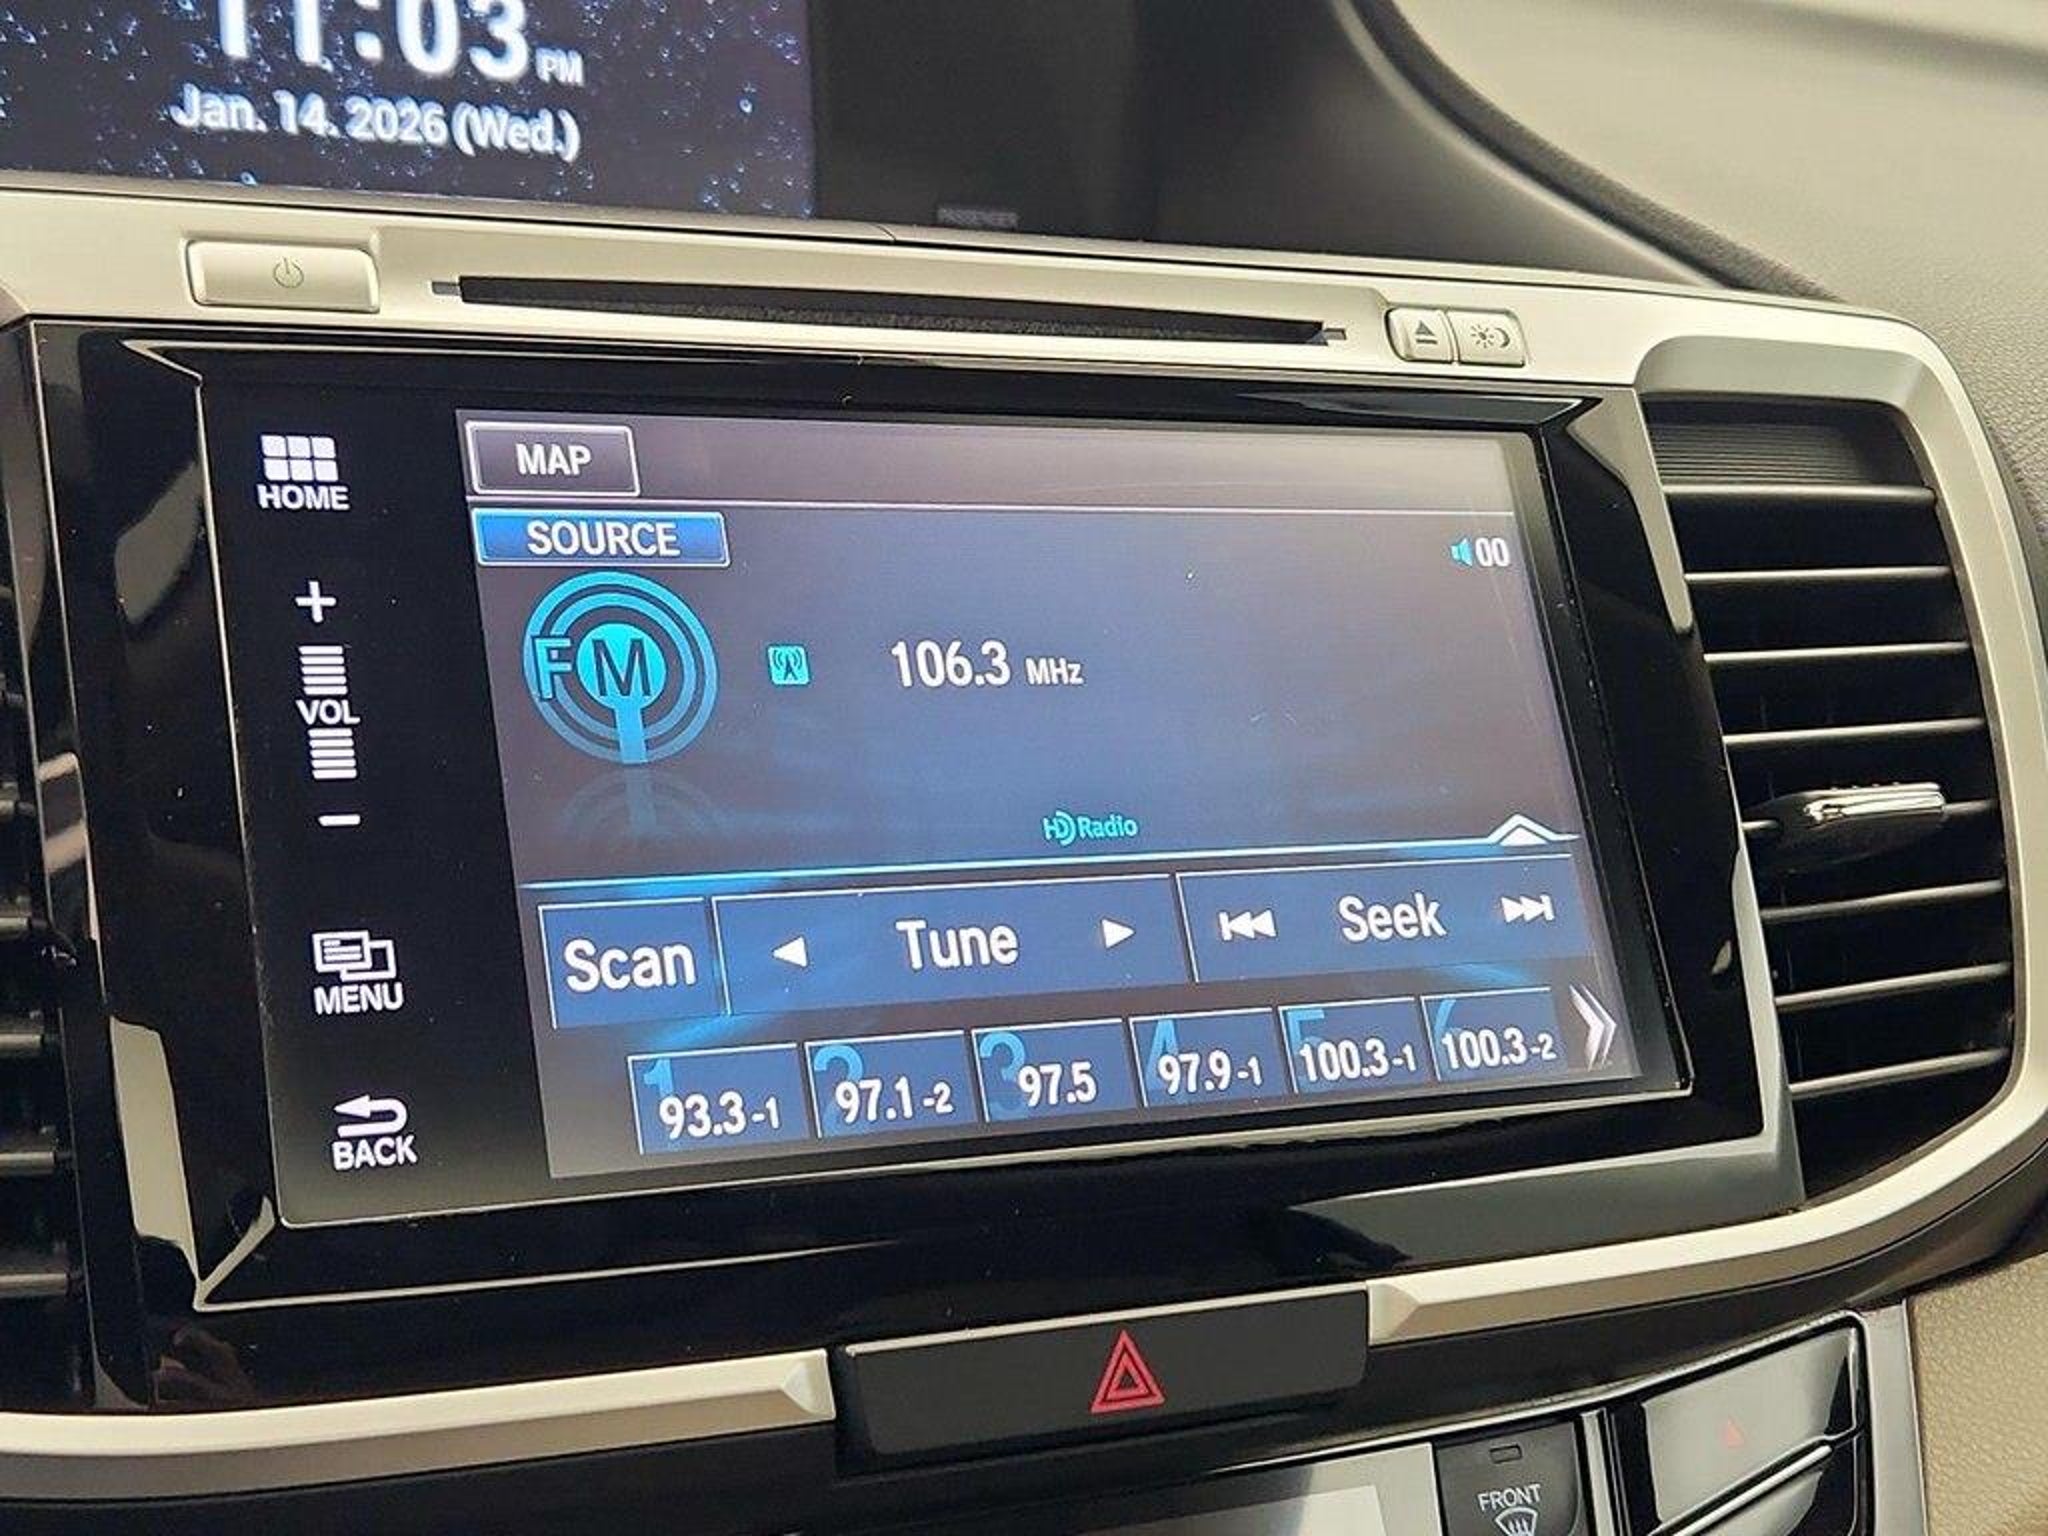 11:03 PM
Jan. 14. 2026 (Wed.)
PASSENGER
HOME
MAP
SOURCE
00
FM
106.3 MHz
VOL
HD Radio
Scan
Tune
Seek
MENU
1 93.3-1
2 97.1-2
3 97.5
4 97.9-1
5 100.3-1
6 100.3-2
BACK
FRONT